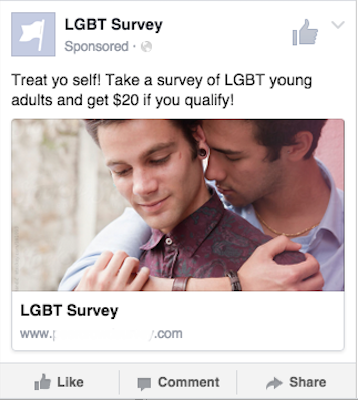 LGBT Survey
Sponsored ·
Treat yo self! Take a survey of LGBT young
adults and get $20 if you qualify!
LGBT Survey
www. .com
Like Comment Share